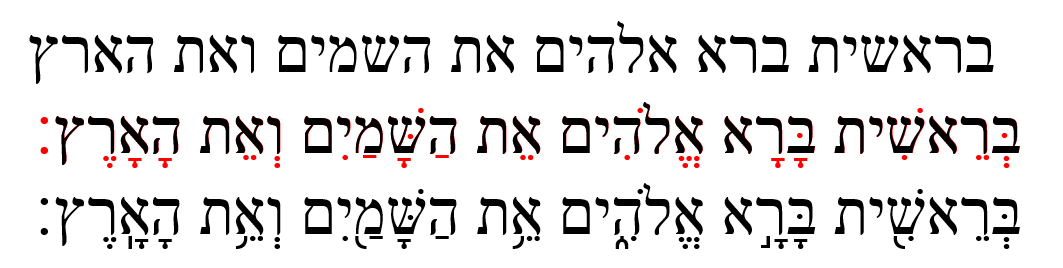 בראשית ברא אלהים את השמים ואת הארץ
בְּרֵאשִׁית בָּרָא אֱלֹהִים אֵת הַשָּׁמַיִם וְאֵת הָאָרֶץ׃
בְּרֵאשִׁ֖ית בָּרָ֣א אֱלֹהִ֑ים אֵ֥ת הַשָּׁמַ֖יִם וְאֵ֥ת הָאָֽרֶץ׃